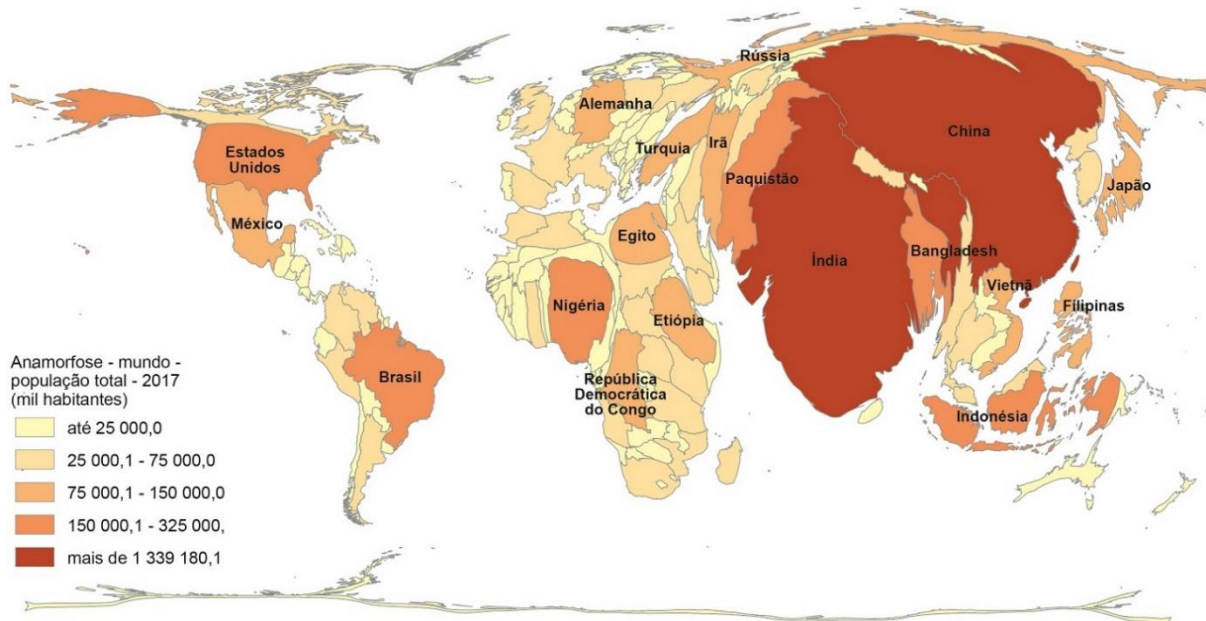 Rússia
Alemanha
China
Estados
Unidos
Turquia
Irã
Paquistão
Japão
México
Egito
Índia
Bangladesh
Nigéria
Vietnã
Filipinas
Etiópia
Brasil
República
Democrática
do Congo
Indonésia
Anamorfose - mundo -
população total - 2017
(mil habitantes)
até 25 000,0
25 000,1 - 75 000,0
75 000,1 - 150 000,0
150 000,1 - 325 000,
mais de 1 339 180,1